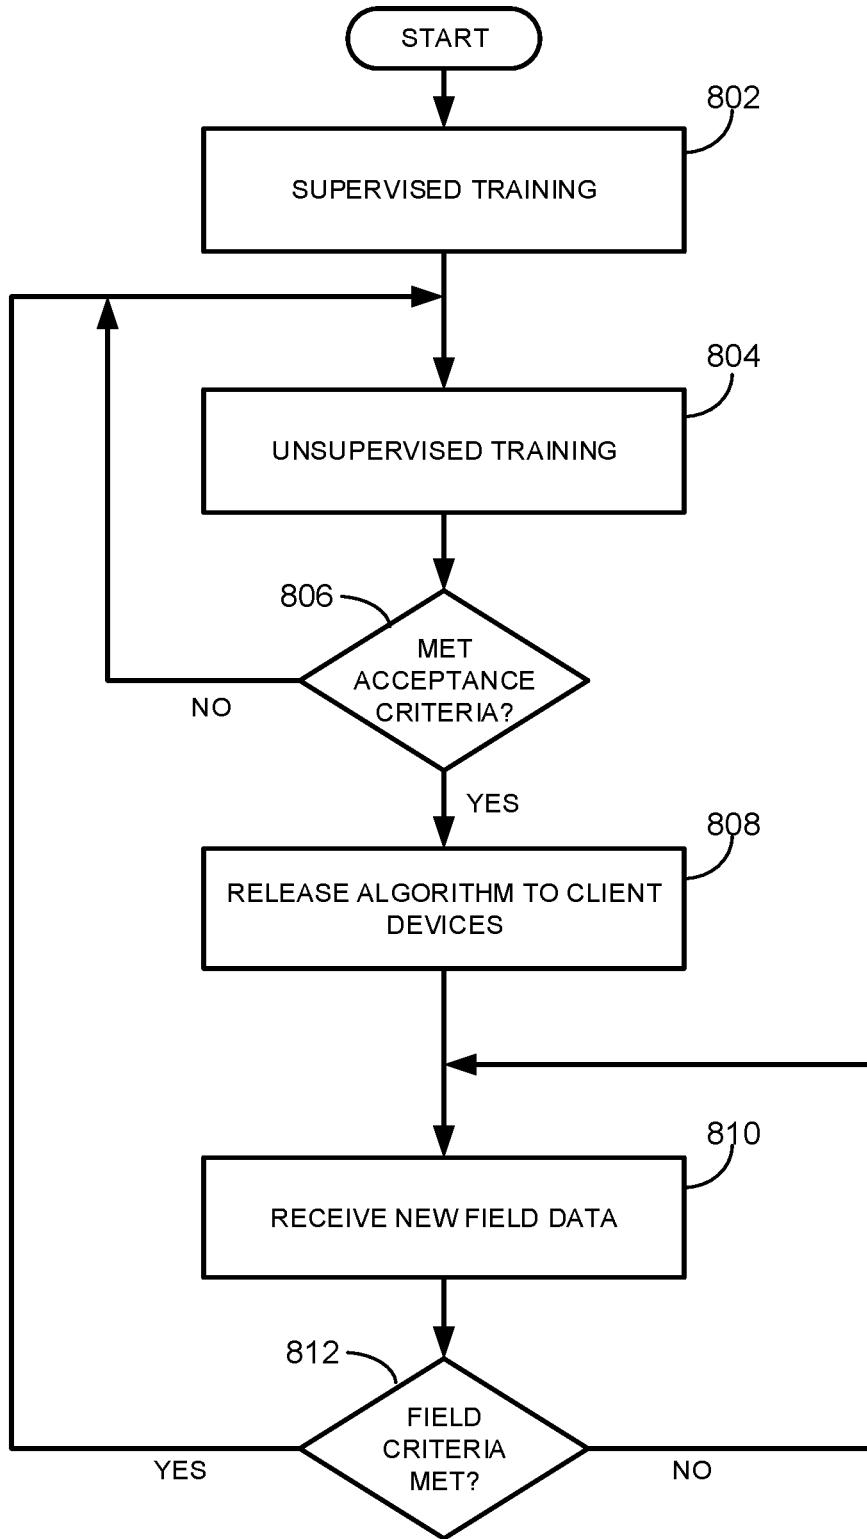 START
802
SUPERVISED TRAINING
804
UNSUPERVISED TRAINING
806
MET
ACCEPTANCE
CRITERIA?
NO
YES
808
RELEASE ALGORITHM TO CLIENT
DEVICES
810
RECEIVE NEW FIELD DATA
812
FIELD
CRITERIA
MET?
YES
NO